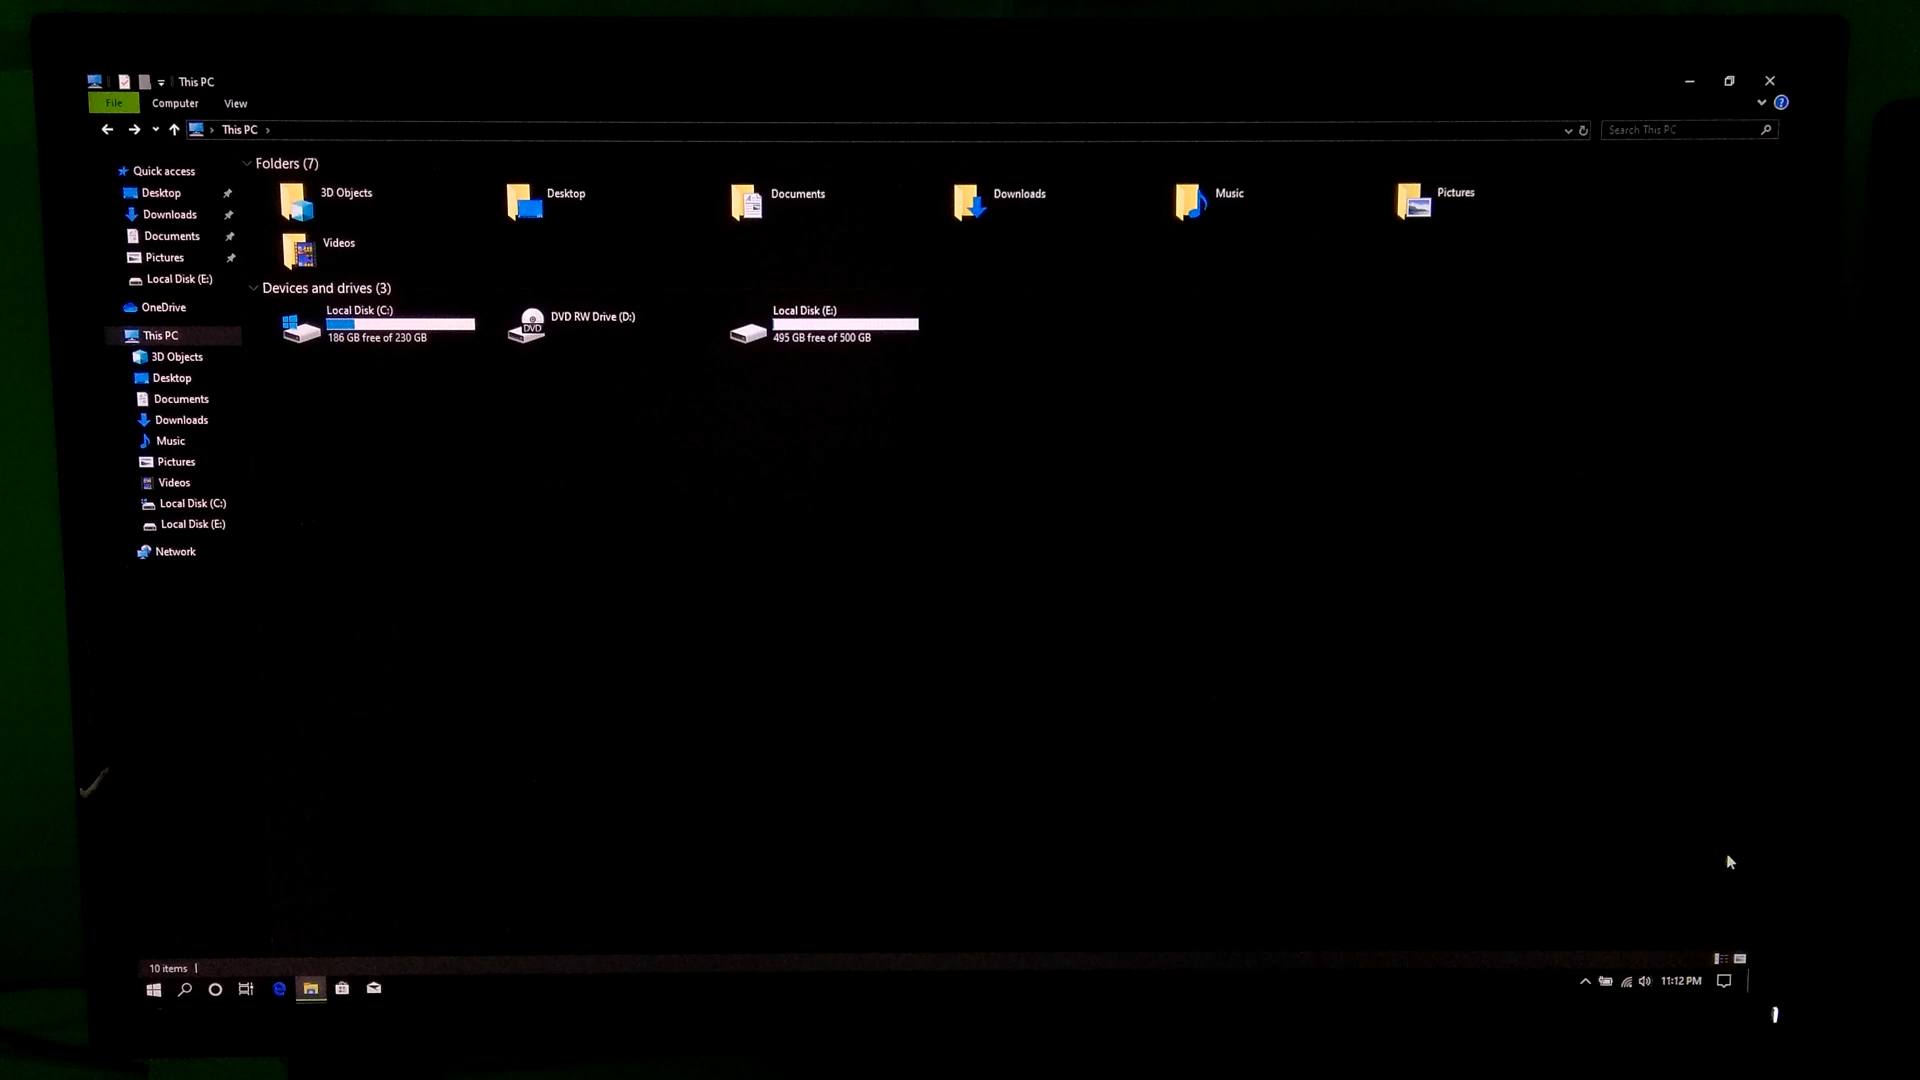 This PC
File Computer View
This PC
Search This PC
Quick access
Desktop
Downloads
Documents
Pictures
Local Disk (E:)
OneDrive
This PC
3D Objects
Desktop
Documents
Downloads
Music
Pictures
Videos
Local Disk (C:)
Local Disk (E:)
Network
Folders (7)
3D Objects
Desktop
Documents
Downloads
Music
Pictures
Videos
Devices and drives (3)
Local Disk (C:)
186 GB free of 230 GB
DVD RW Drive (D:)
DVD
Local Disk (E:)
495 GB free of 500 GB
10 items
11:12 PM